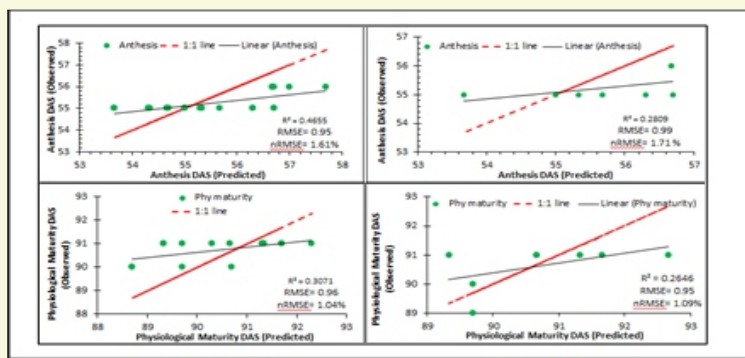 Anthesis 1:1 line Linear (Anthesis)
Anthesis DAS (Observed)
58
57
56
55
54
53
R² = 0.4655
RMSE= 0.95
nRMSE= 1.61%
53 54 55 56 57 58
Anthesis DAS (Predicted)
Anthesis 1:1 line Linear (Anthesis)
Anthesis DAS (Observed)
57
56
55
54
53
R² = 0.2809
RMSE= 0.99
nRMSE= 1.71 %
53 54 55 56 57
Anthesis DAS (Predicted)
Phy maturity
1:1 line
Physiological Maturity DAS
(Observed)
93
92
91
90
89
88
R² = 0.3071
RMSE= 0.96
nRMSE= 1.04%
88 89 90 91 92 93
Physiological Maturity DAS (Predicted)
Phy maturity 1:1 line Linear (Phy maturity)
Physiological Maturity DAS
(Observed)
93
92
91
90
89
88
R² = 0.2646
RMSE= 0.95
nRMSE= 1.09%
89 90 91 92 93
Physiological Maturity DAS (Predicted)